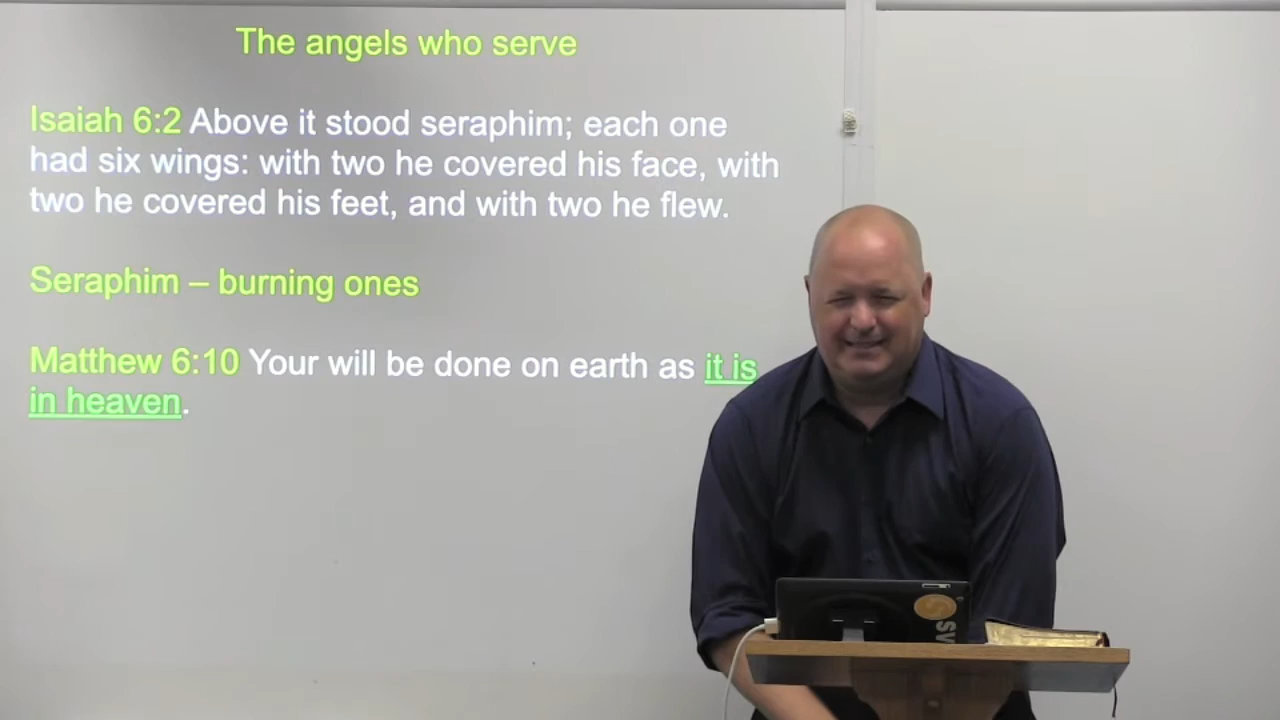 The angels who serve
Isaiah 6:2 Above it stood seraphim; each one
had six wings: with two he covered his face, with
two he covered his feet, and with two he flew.
Seraphim – burning ones
Matthew 6:10 Your will be done on earth as it is
in heaven.
SV